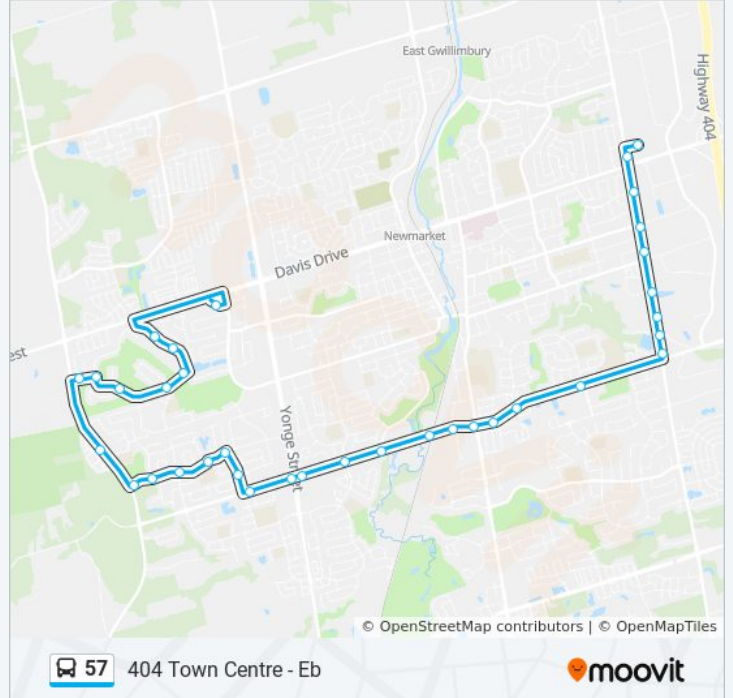 East Gwillimbury
Highway 404
Newmarket
Davis Drive
est
Yonge Street
© OpenStreetMap contributors | © OpenMapTiles
57 404 Town Centre - Eb
moovit